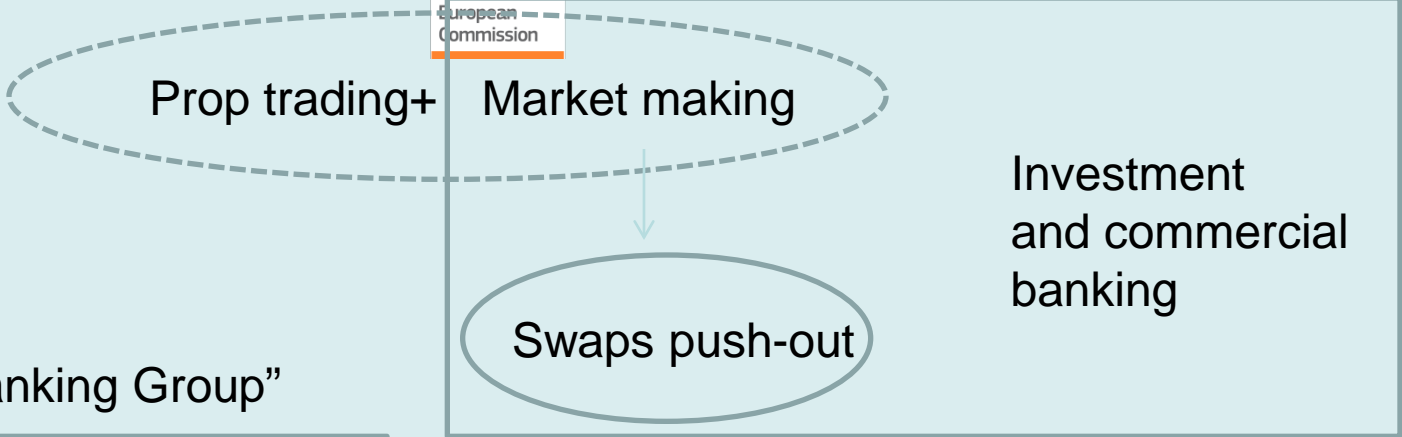 European
Commission
Prop trading+ Market making
Investment
and commercial
banking
Swaps push-out
anking Group”